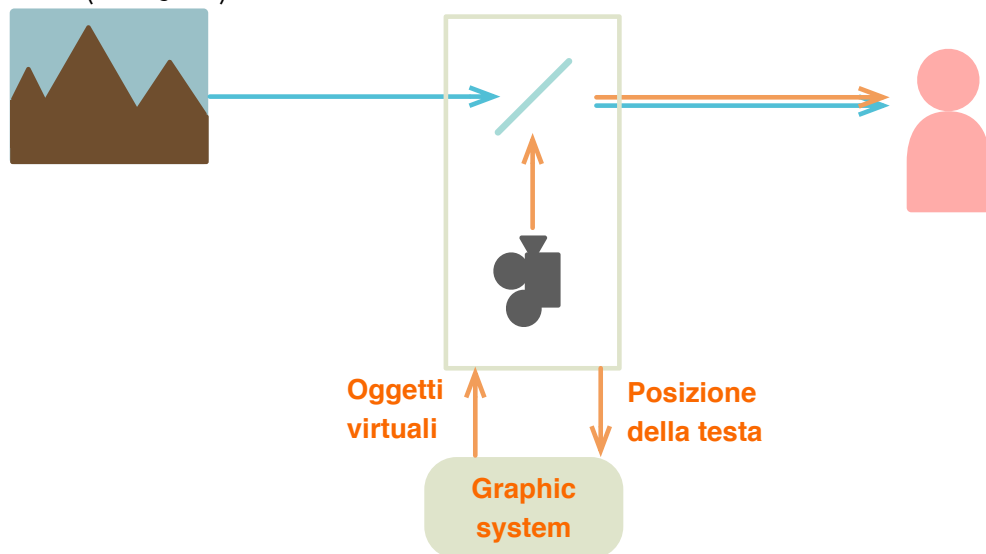 Oggetti
virtuali
Posizione
della testa
Graphic
system